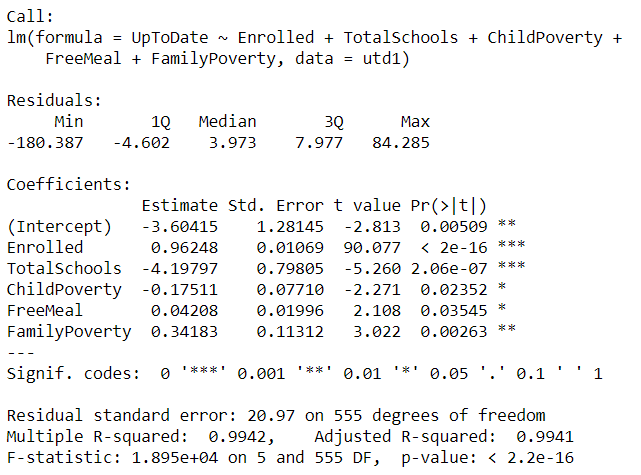 Call:
lm(formula = UpToDate ~ Enrolled + TotalSchools + ChildPoverty +
    FreeMeal + FamilyPoverty, data = utd1)

Residuals:
     Min       1Q   Median       3Q      Max
-180.387   -4.602    3.973    7.977   84.285

Coefficients:
              Estimate Std. Error t value Pr(>|t|)
(Intercept)   -3.60415    1.28145  -2.813  0.00509 **
Enrolled       0.96248    0.01069  90.077  < 2e-16 ***
TotalSchools  -4.19797    0.79805  -5.260 2.06e-07 ***
ChildPoverty  -0.17511    0.07710  -2.271  0.02352 *
FreeMeal       0.04208    0.01996   2.108  0.03545 *
FamilyPoverty  0.34183    0.11312   3.022  0.00263 **
---
Signif. codes:  0 '***' 0.001 '**' 0.01 '*' 0.05 '.' 0.1 ' ' 1

Residual standard error: 20.97 on 555 degrees of freedom
Multiple R-squared:  0.9942,    Adjusted R-squared:  0.9941
F-statistic: 1.895e+04 on 5 and 555 DF,  p-value: < 2.2e-16